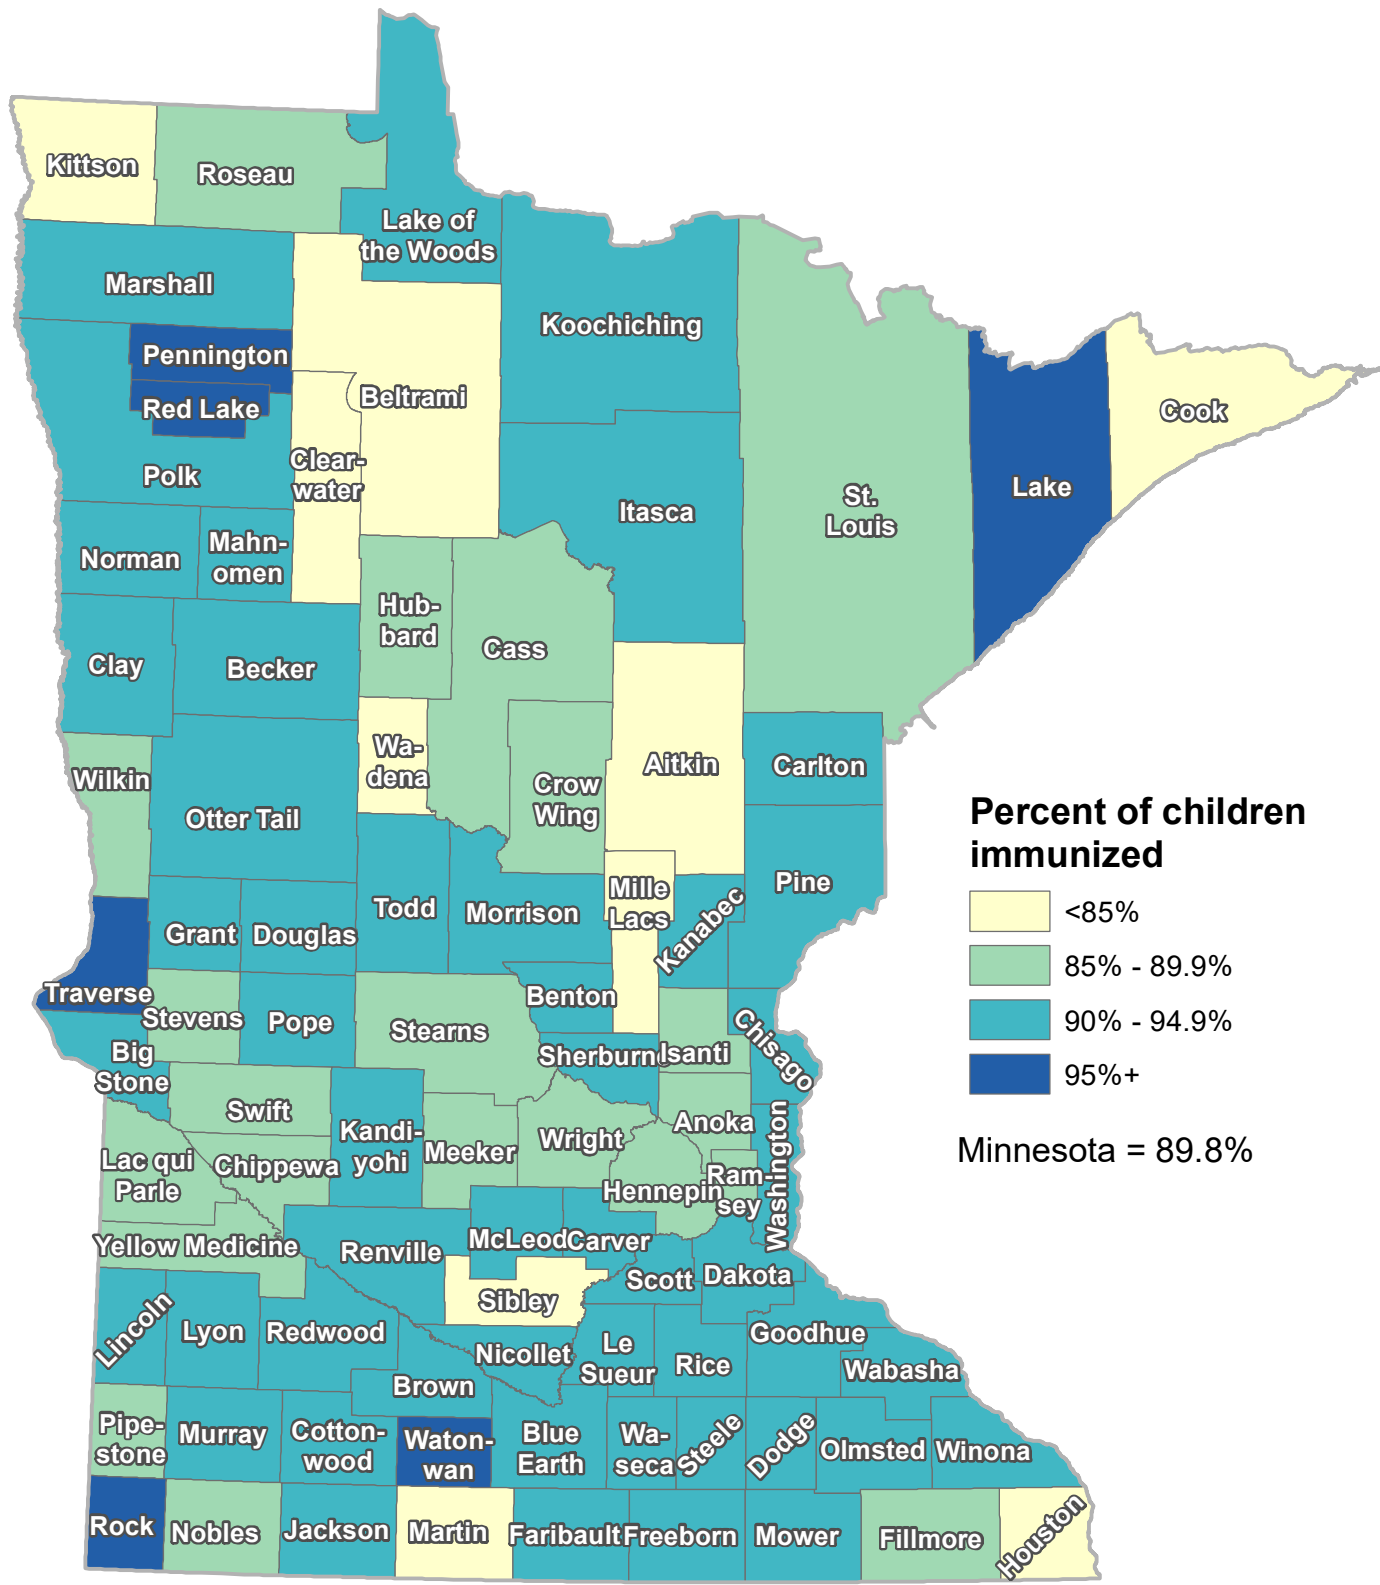 Kittson
Roseau
Lake of
the Woods
Marshall
Koochiching
Pennington
Beltrami
Red Lake
Cook
Clear-
water
Polk
Lake
St.
Louis
Itasca
Norman
Mahn-
omen
Hub-
bard
Cass
Clay
Becker
Wa-
dena
Aitkin
Carlton
Wilkin
Crow
Wing
Otter Tail
Percent of children
immunized
<85%
85% - 89.9%
90% - 94.9%
95%+
Minnesota = 89.8%
Pine
Mille
Lacs
Kanabec
Todd
Morrison
Grant
Douglas
Traverse
Benton
Stevens
Pope
Stearns
Chisago
Big
Stone
Sherburne
Isanti
Swift
Anoka
Kandi-
yohi
Wright
Meeker
Washington
Lac qui
Parle
Chippewa
Ram-
sey
Hennepin
Yellow Medicine
Renville
McLeod
Carver
Scott
Dakota
Sibley
Lincoln
Lyon
Redwood
Goodhue
Nicollet
Le
Sueur
Rice
Wabasha
Brown
Pipe-
stone
Murray
Cotton-
wood
Waton-
wan
Blue
Earth
Wa-
seca
Steele
Dodge
Olmsted
Winona
Rock
Nobles
Jackson
Martin
Faribault
Freeborn
Mower
Fillmore
Houston